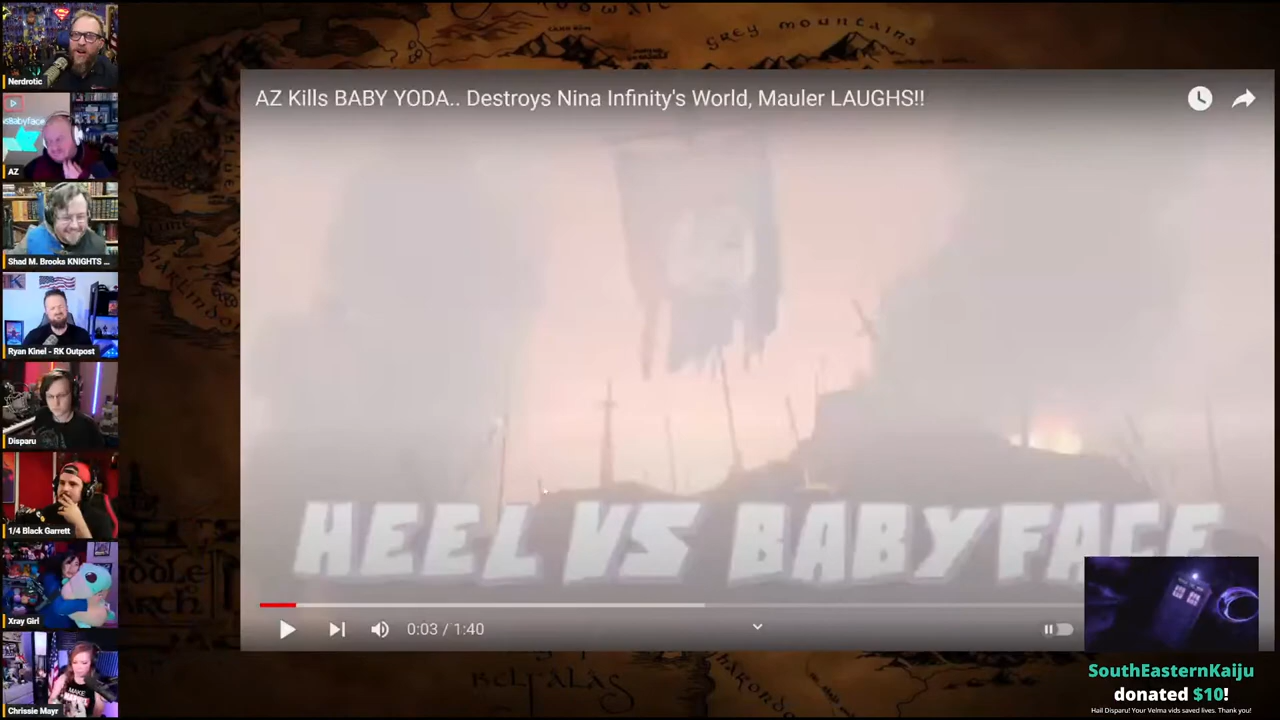 Nerdrotic
AZ
Shad M. Brooks KNIGHTS ...
Ryan Kinel - RK Outpost
Disparu
1/4 Black Garrett
Xray Girl
Chrissie Mayr
GREY MOUNTAINS
AZ Kills BABY YODA.. Destroys Nina Infinity's World, Mauler LAUGHS!!
HEEL VS BABYFACE
0:03 / 1:40
BELFALAS
SouthEasternKaiju
donated $10!
Hail Disparu! Your Velma vids saved lives. Thank you!